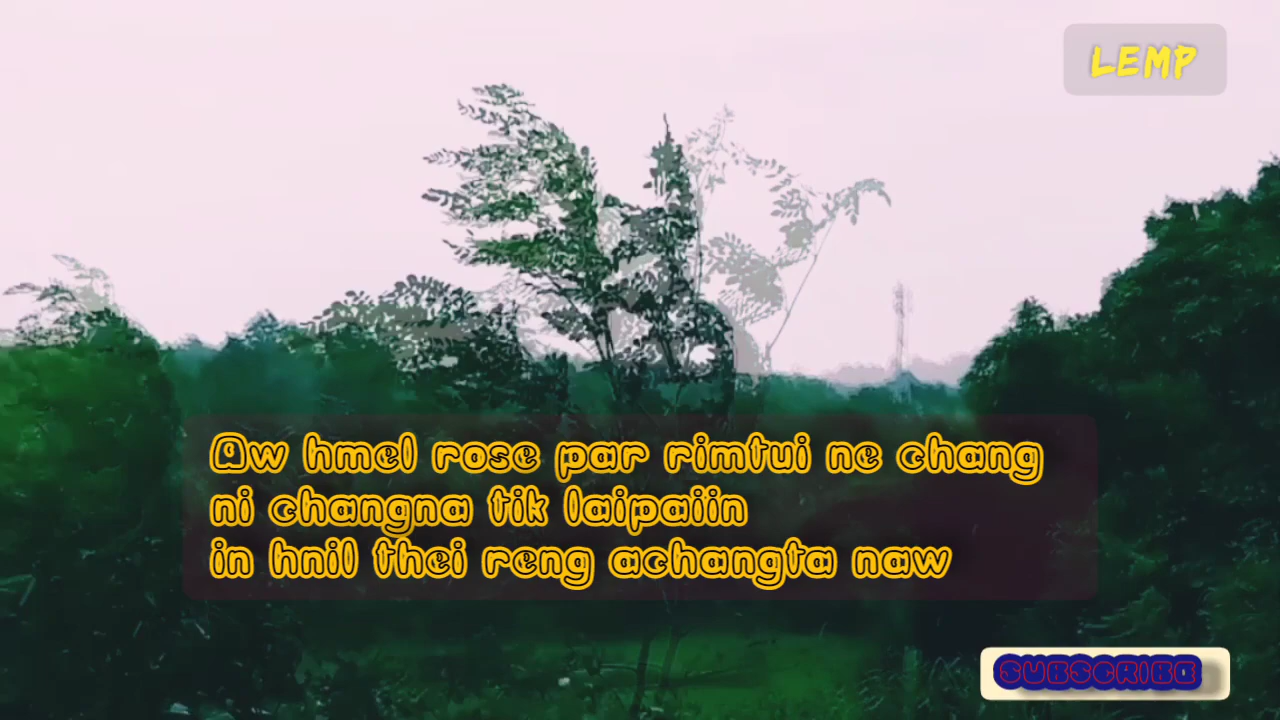 LEMP
Aw hmel rose par rimtui ne chang
ni changna tik laipaiin
in hnil thei reng achangta naw
SUBSCRIBE